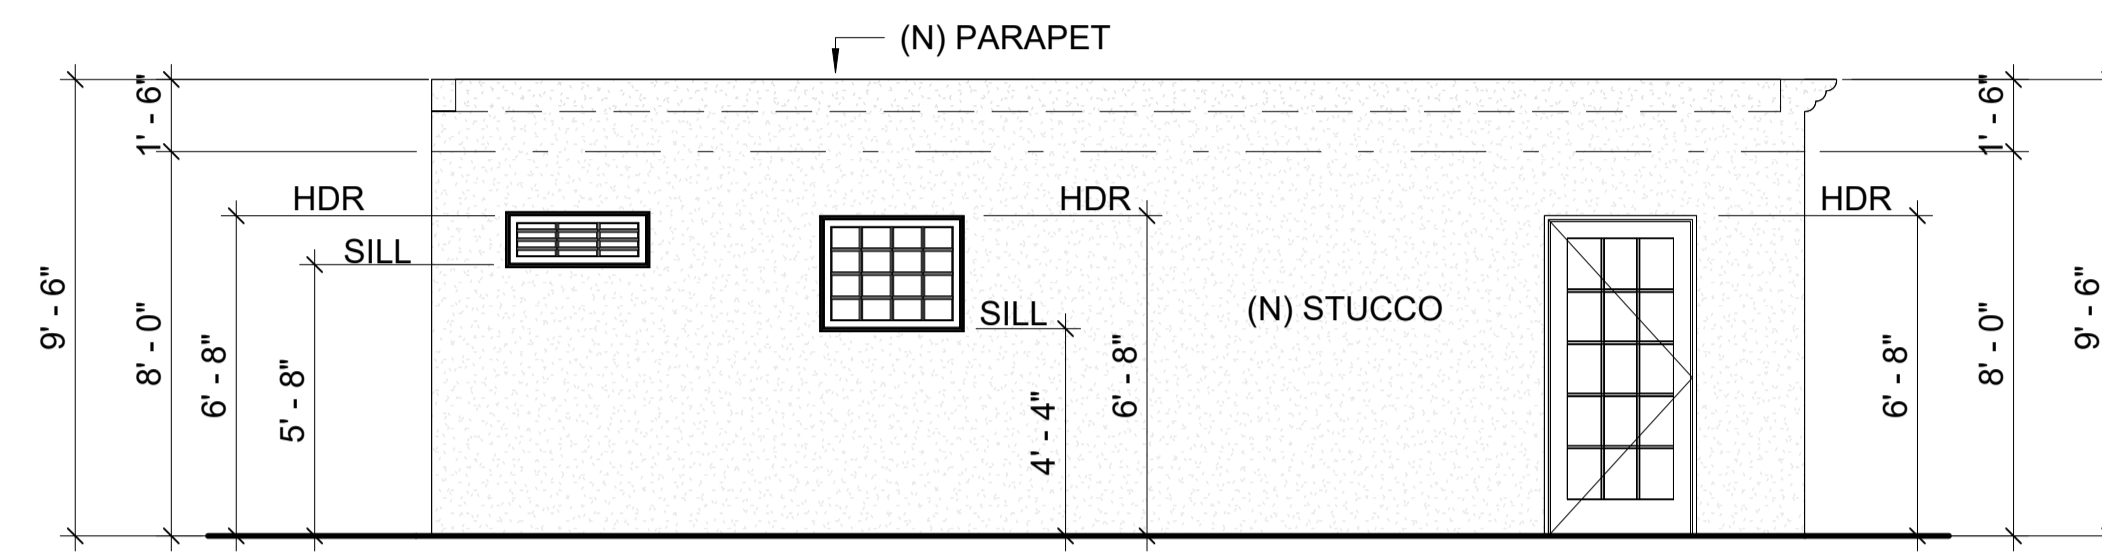 (N) PARAPET
1' - 6"
1' - 6"
HDR
HDR
HDR
SILL
SILL
(N) STUCCO
9' - 6"
8' - 0"
6' - 8"
5' - 8"
4' - 4"
6' - 8"
6' - 8"
8' - 0"
9' - 6"